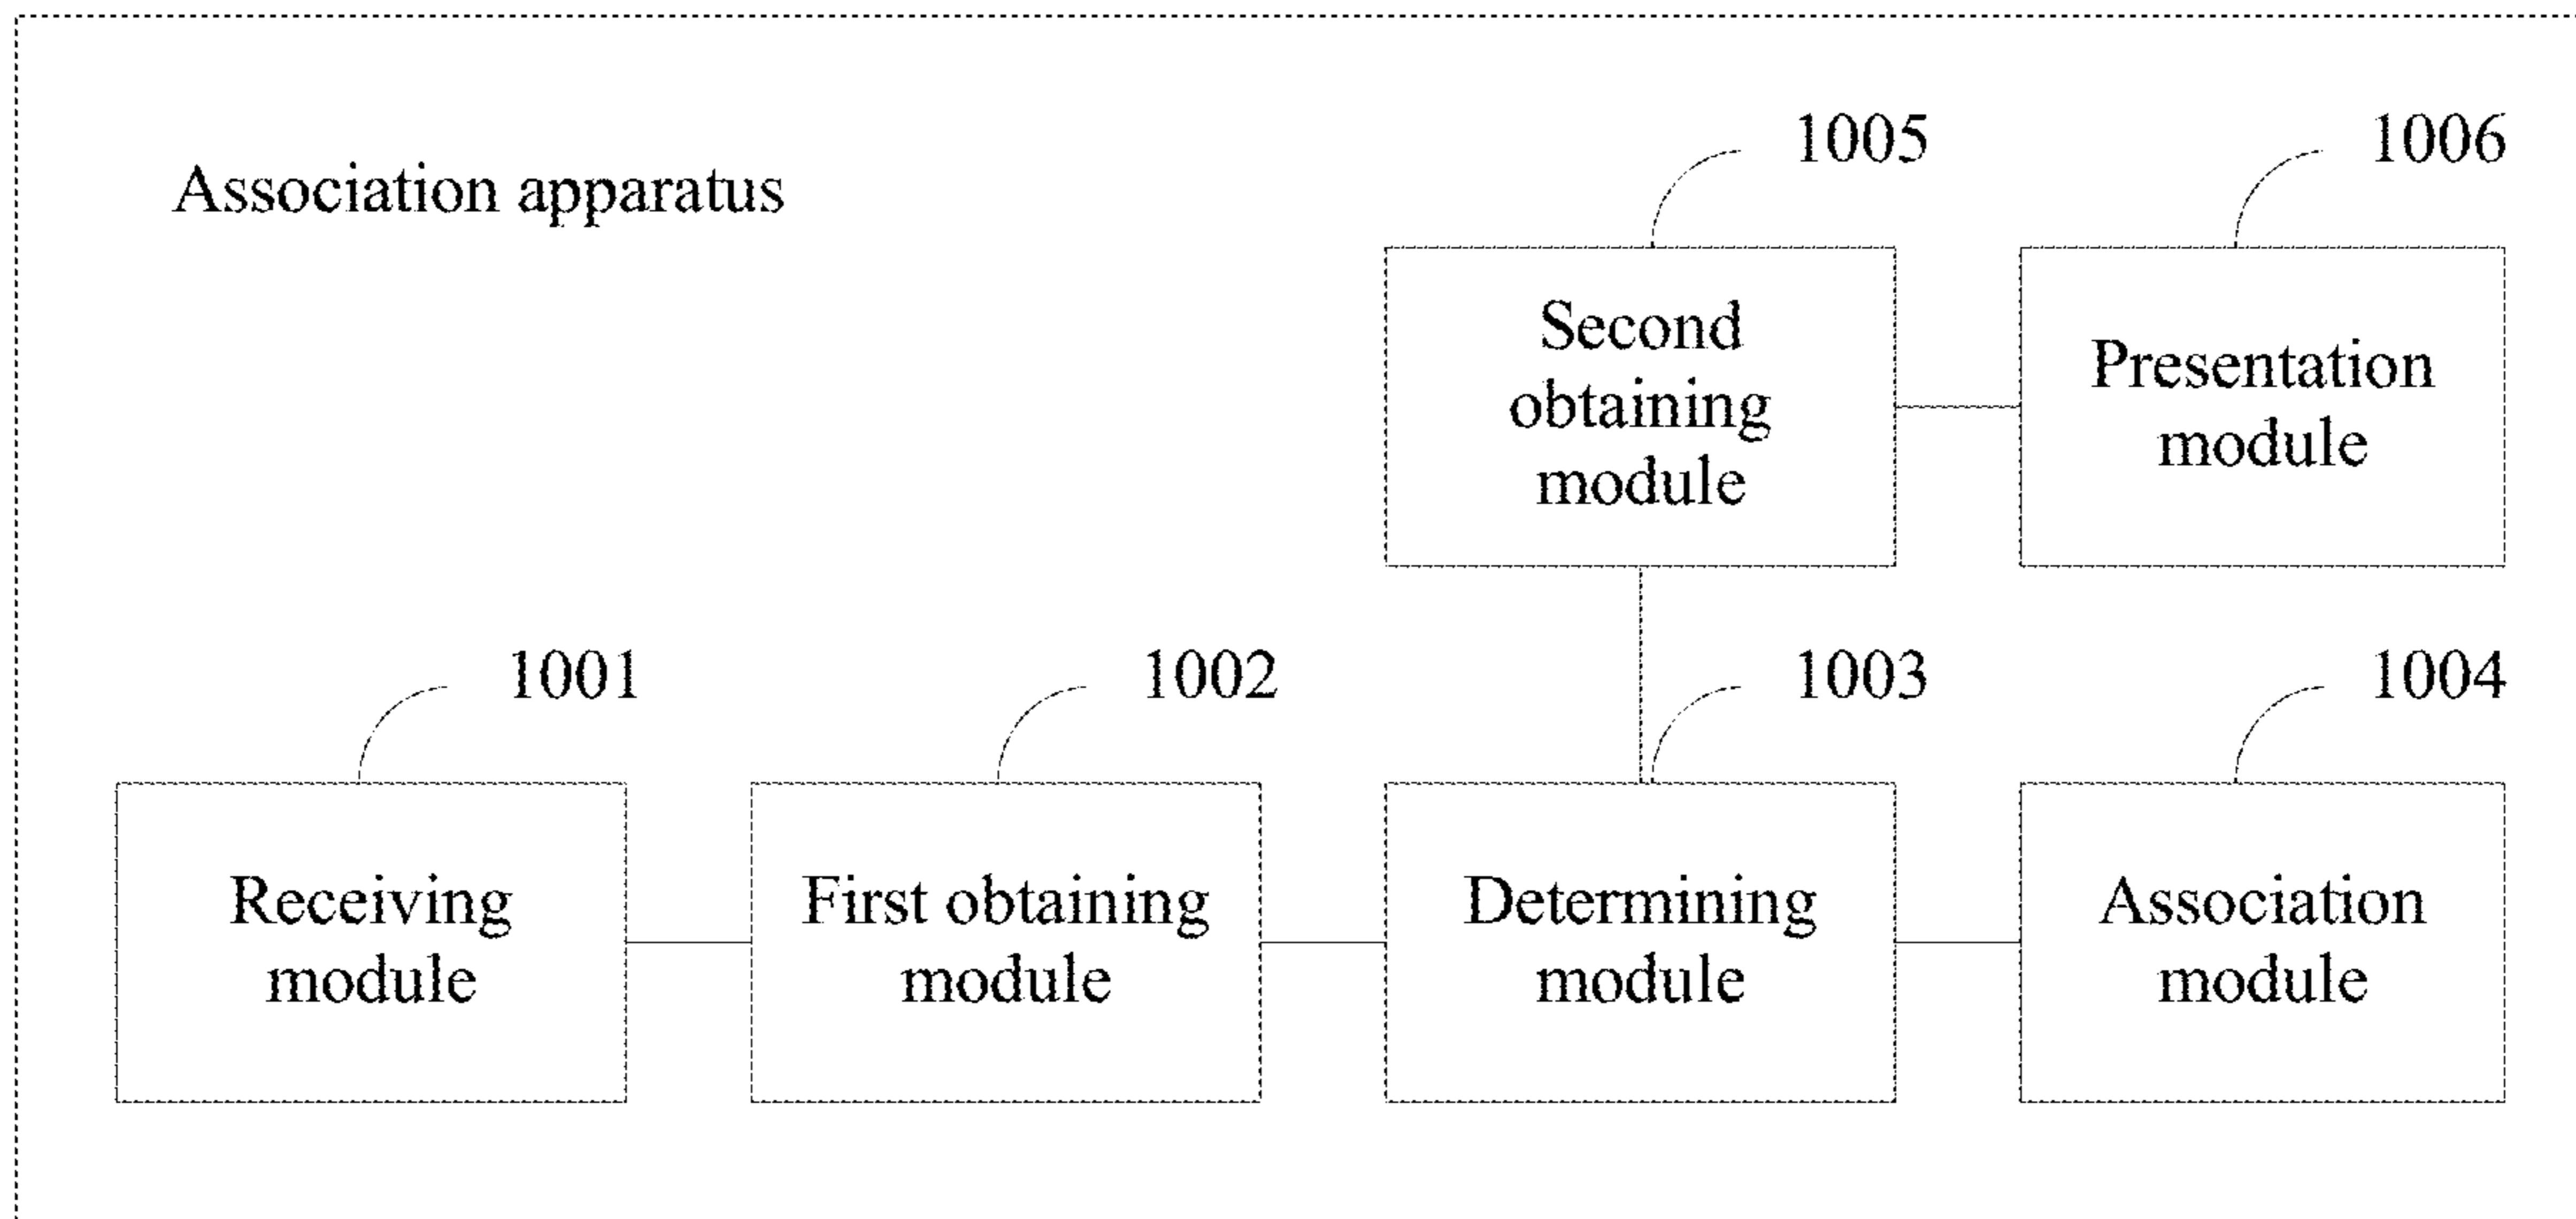 1005
1006
Association apparatus
Second
obtaining
module
Presentation
module
1001
1002
1003
1004
Receiving
module
First obtaining
module
Determining
module
Association
module